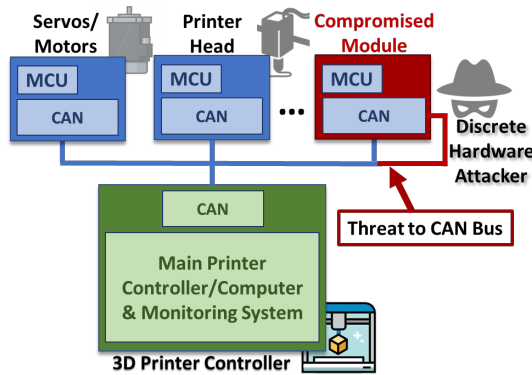 Servos/
Motors
Printer
Head
Compromised
Module
MCU
CAN
MCU
CAN
...
MCU
CAN
Discrete
Hardware
Attacker
Threat to CAN Bus
CAN
Main Printer
Controller/Computer
& Monitoring System
3D Printer Controller